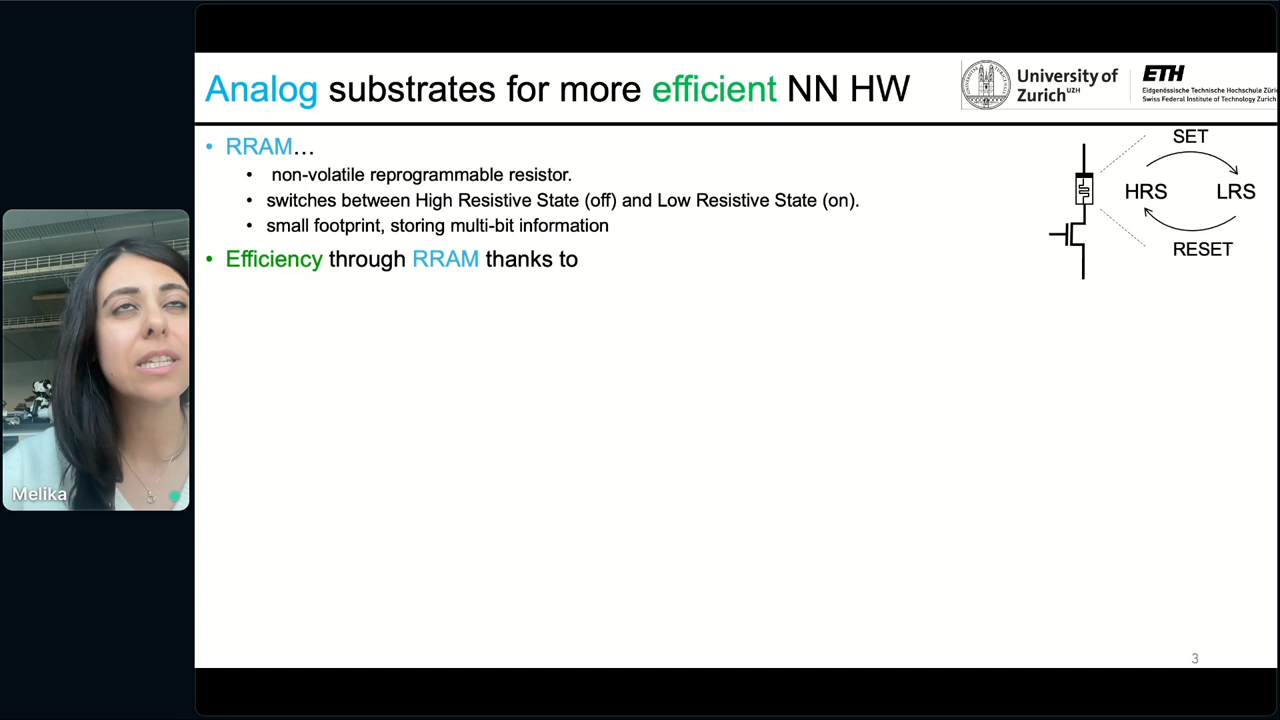 Analog substrates for more efficient NN HW
University of
Zurich UZH
ETH
Eidgenössische Technische Hochschule Züri
Swiss Federal Institute of Technology Zurich
• RRAM…
• non-volatile reprogrammable resistor.
• switches between High Resistive State (off) and Low Resistive State (on).
• small footprint, storing multi-bit information
• Efficiency through RRAM thanks to
SET
HRS
LRS
RESET
Melika
3